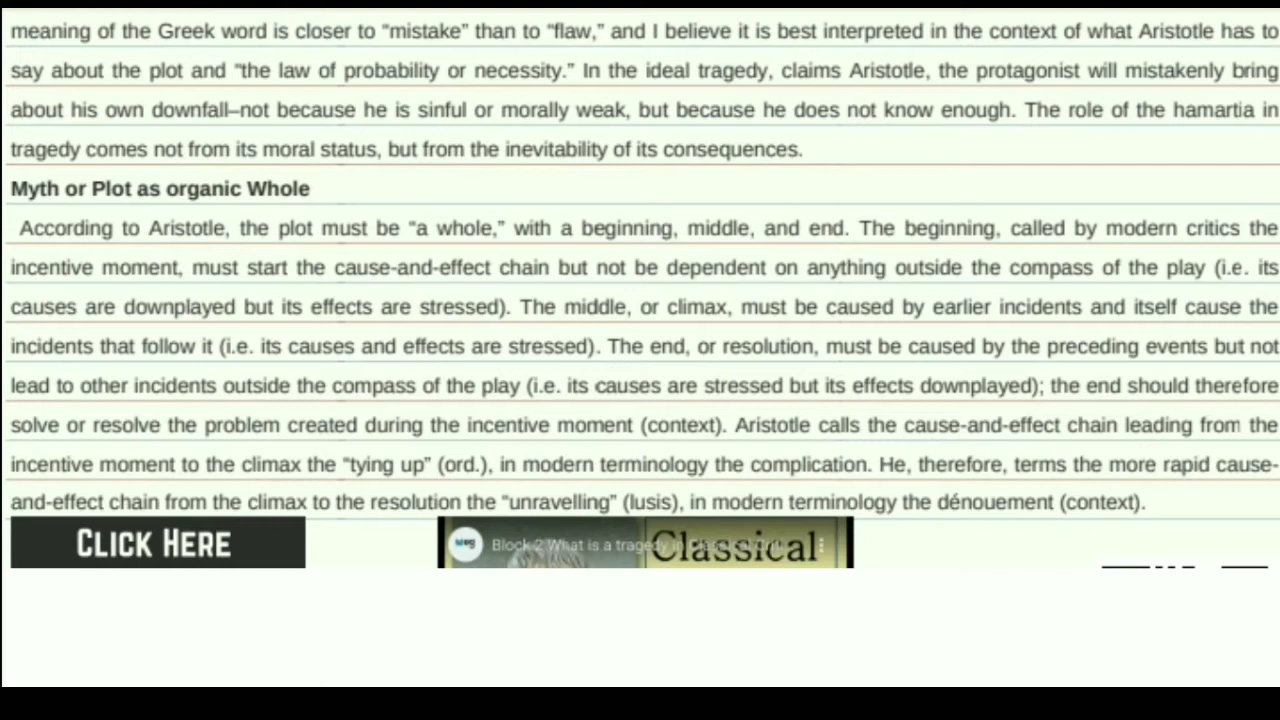 meaning of the Greek word is closer to “mistake” than to “flaw,” and I believe it is best interpreted in the context of what Aristotle has to
say about the plot and “the law of probability or necessity.” In the ideal tragedy, claims Aristotle, the protagonist will mistakenly bring
about his own downfall–not because he is sinful or morally weak, but because he does not know enough. The role of the hamartia in
tragedy comes not from its moral status, but from the inevitability of its consequences.
Myth or Plot as organic Whole
According to Aristotle, the plot must be “a whole,” with a beginning, middle, and end. The beginning, called by modern critics the
incentive moment, must start the cause-and-effect chain but not be dependent on anything outside the compass of the play (i.e. its
causes are downplayed but its effects are stressed). The middle, or climax, must be caused by earlier incidents and itself cause the
incidents that follow it (i.e. its causes and effects are stressed). The end, or resolution, must be caused by the preceding events but not
lead to other incidents outside the compass of the play (i.e. its causes are stressed but its effects downplayed); the end should therefore
solve or resolve the problem created during the incentive moment (context). Aristotle calls the cause-and-effect chain leading from the
incentive moment to the climax the “tying up” (ord.), in modern terminology the complication. He, therefore, terms the more rapid cause-
and-effect chain from the climax to the resolution the “unravelling” (lusis), in modern terminology the dénouement (context).
CLICK HERE
Block 2 What is a tragedy in
Classical